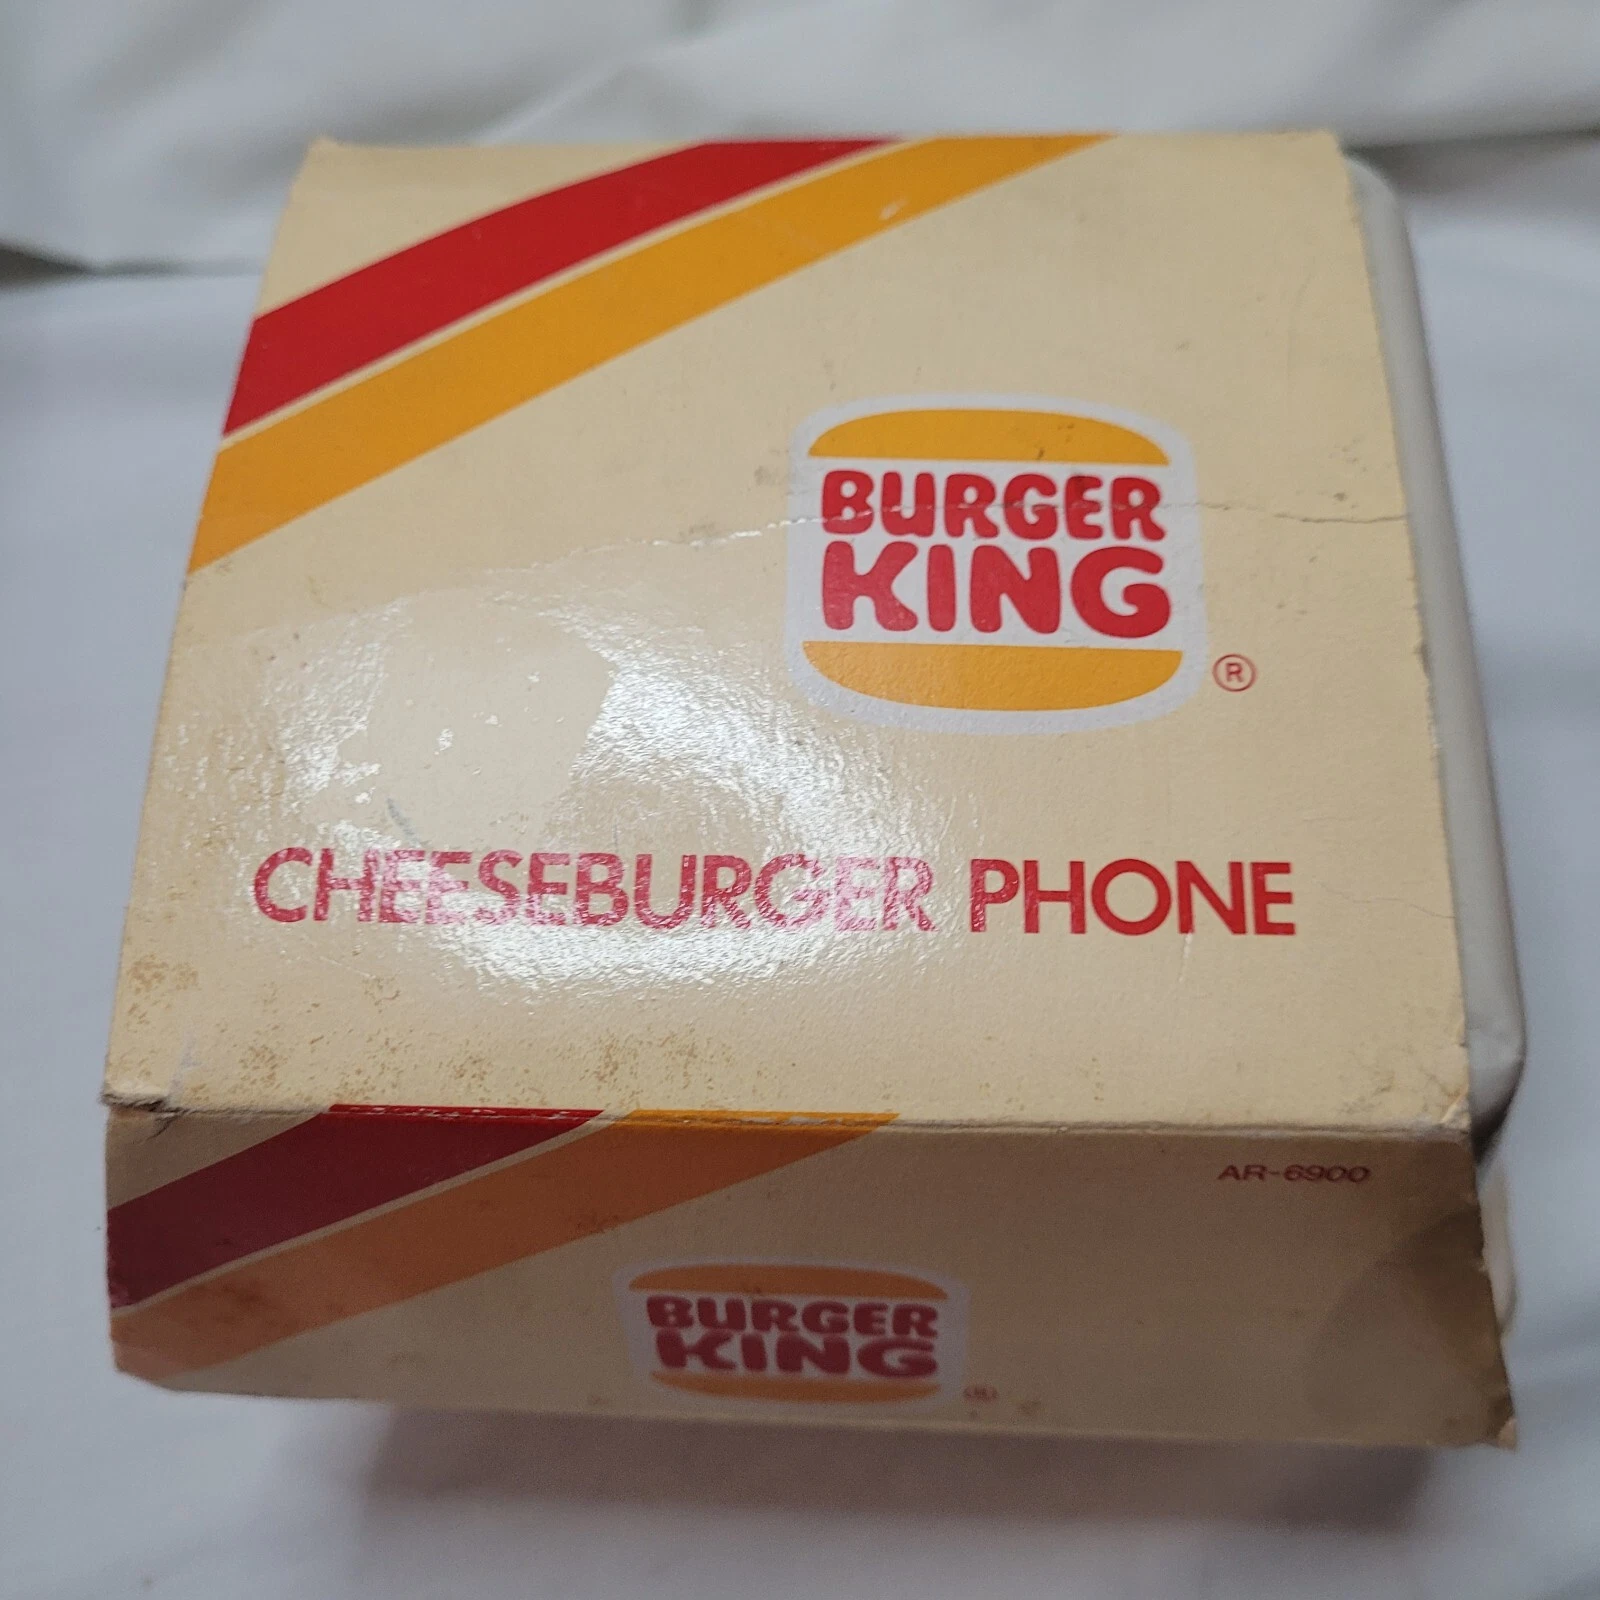 BURGER
KING
®
CHEESEBURGER PHONE
AR-6900
BURGER
KING
®